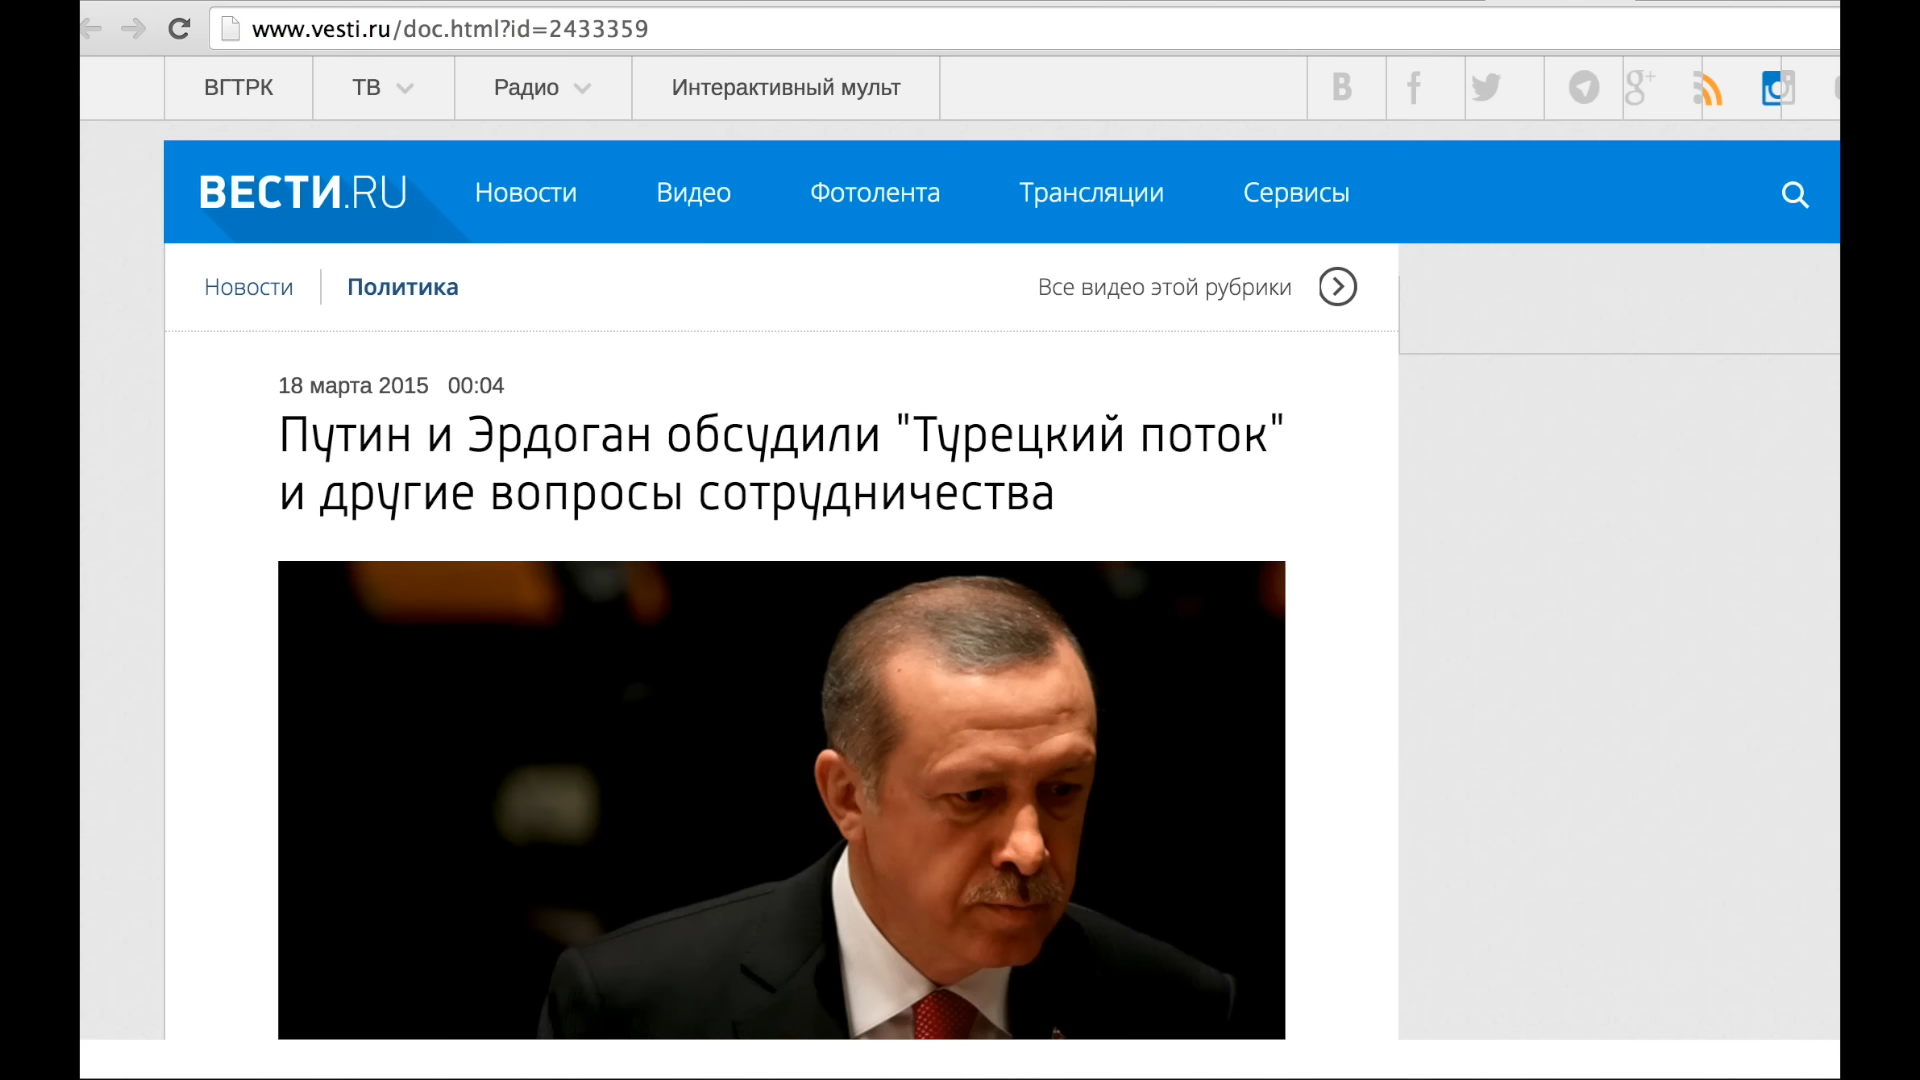 www.vesti.ru/doc.html?id=2433359
ВГТРК ТВ Радио Интерактивный мульт
ВЕСТИ.RU Новости Видео Фотолента Трансляции Сервисы
Новости Политика Все видео этой рубрики
18 марта 2015 00:04
Путин и Эрдоган обсудили "Турецкий поток"
и другие вопросы сотрудничества